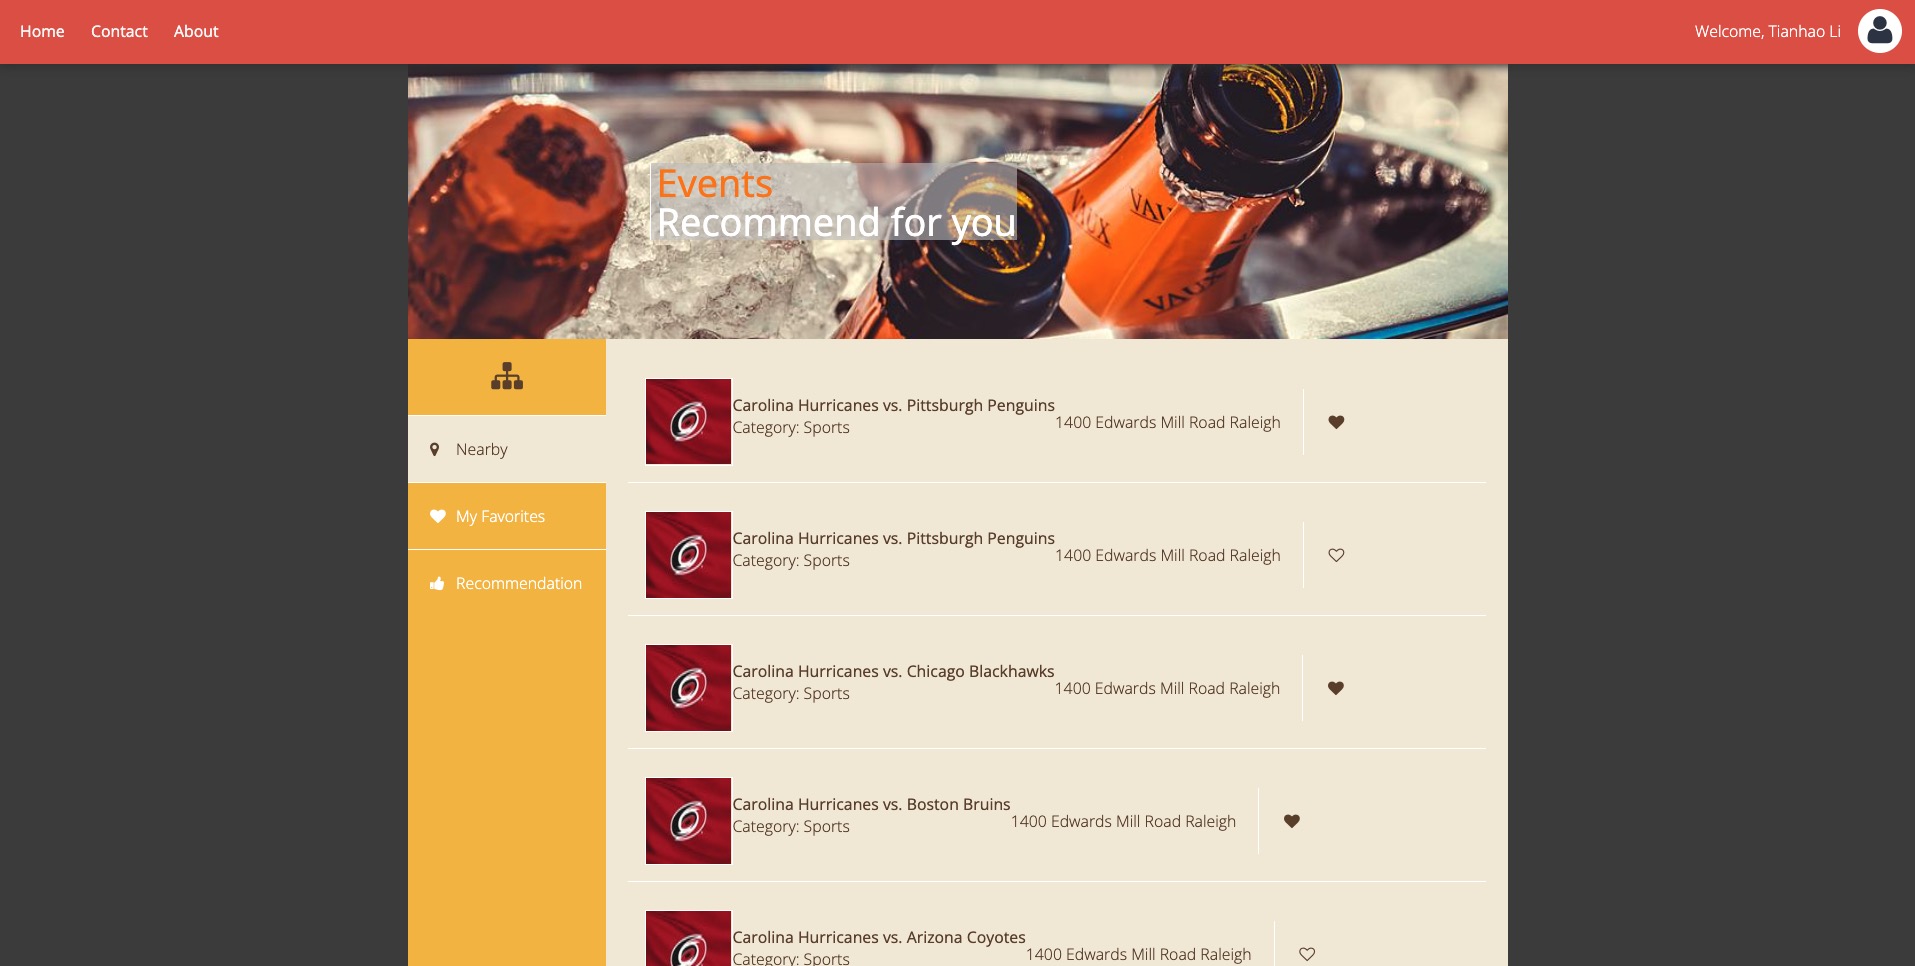 Home Contact About Welcome, Tianhao Li
Events
Recommend for you
VAUX
VAUX
Nearby
My Favorites
Recommendation
Carolina Hurricanes vs. Pittsburgh Penguins
Category: Sports
1400 Edwards Mill Road Raleigh
Carolina Hurricanes vs. Pittsburgh Penguins
Category: Sports
1400 Edwards Mill Road Raleigh
Carolina Hurricanes vs. Chicago Blackhawks
Category: Sports
1400 Edwards Mill Road Raleigh
Carolina Hurricanes vs. Boston Bruins
Category: Sports
1400 Edwards Mill Road Raleigh
Carolina Hurricanes vs. Arizona Coyotes
Category: Sports
1400 Edwards Mill Road Raleigh